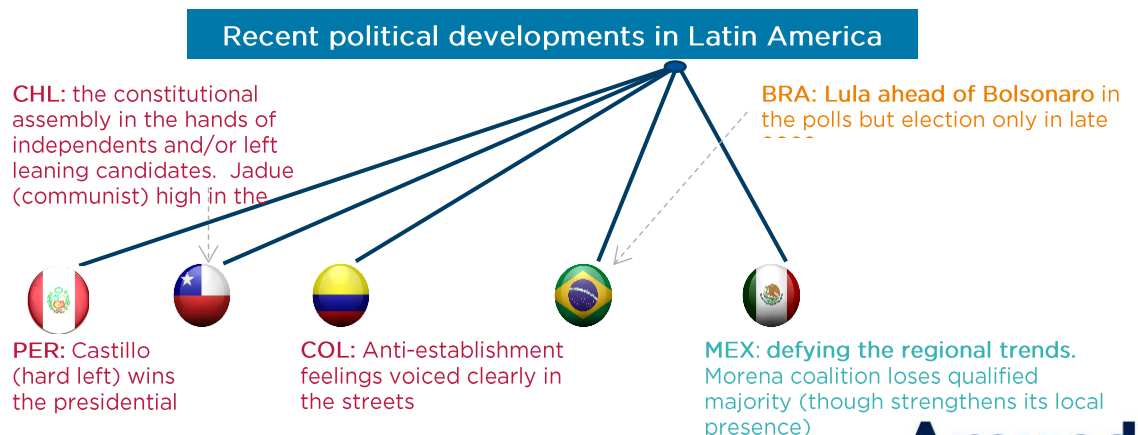 Recent political developments in Latin America
CHL: the constitutional
assembly in the hands of
independents and/or left
leaning candidates. Jadue
(communist) high in the
BRA: Lula ahead of Bolsonaro in
the polls but election only in late
PER: Castillo
(hard left) wins
the presidential
COL: Anti-establishment
feelings voiced clearly in
the streets
MEX: defying the regional trends.
Morena coalition loses qualified
majority (though strengthens its local
presence)